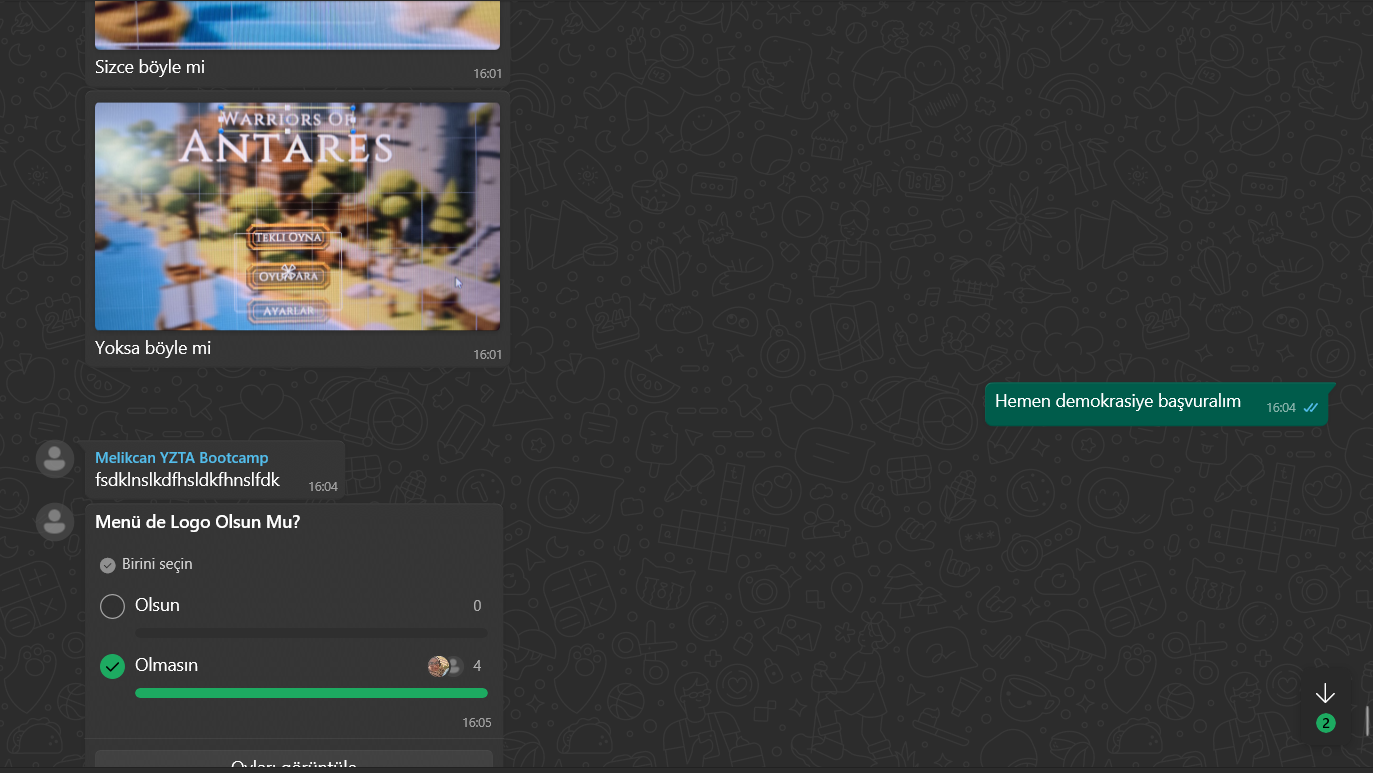 Sizce böyle mi
16:01
WARRIORS OF
ANTARES
TEKLI OYNA
AYARLAR
Yoksa böyle mi
16:01
Hemen demokrasiye başvuralım
16:04
Melikcan YZTA Bootcamp
fsdklnslkdfhsldkfhnslfdk
16:04
Menü de Logo Olsun Mu?
Birini seçin
Olsun
0
Olmasın
4
16:05
Oyları görüntüle
2